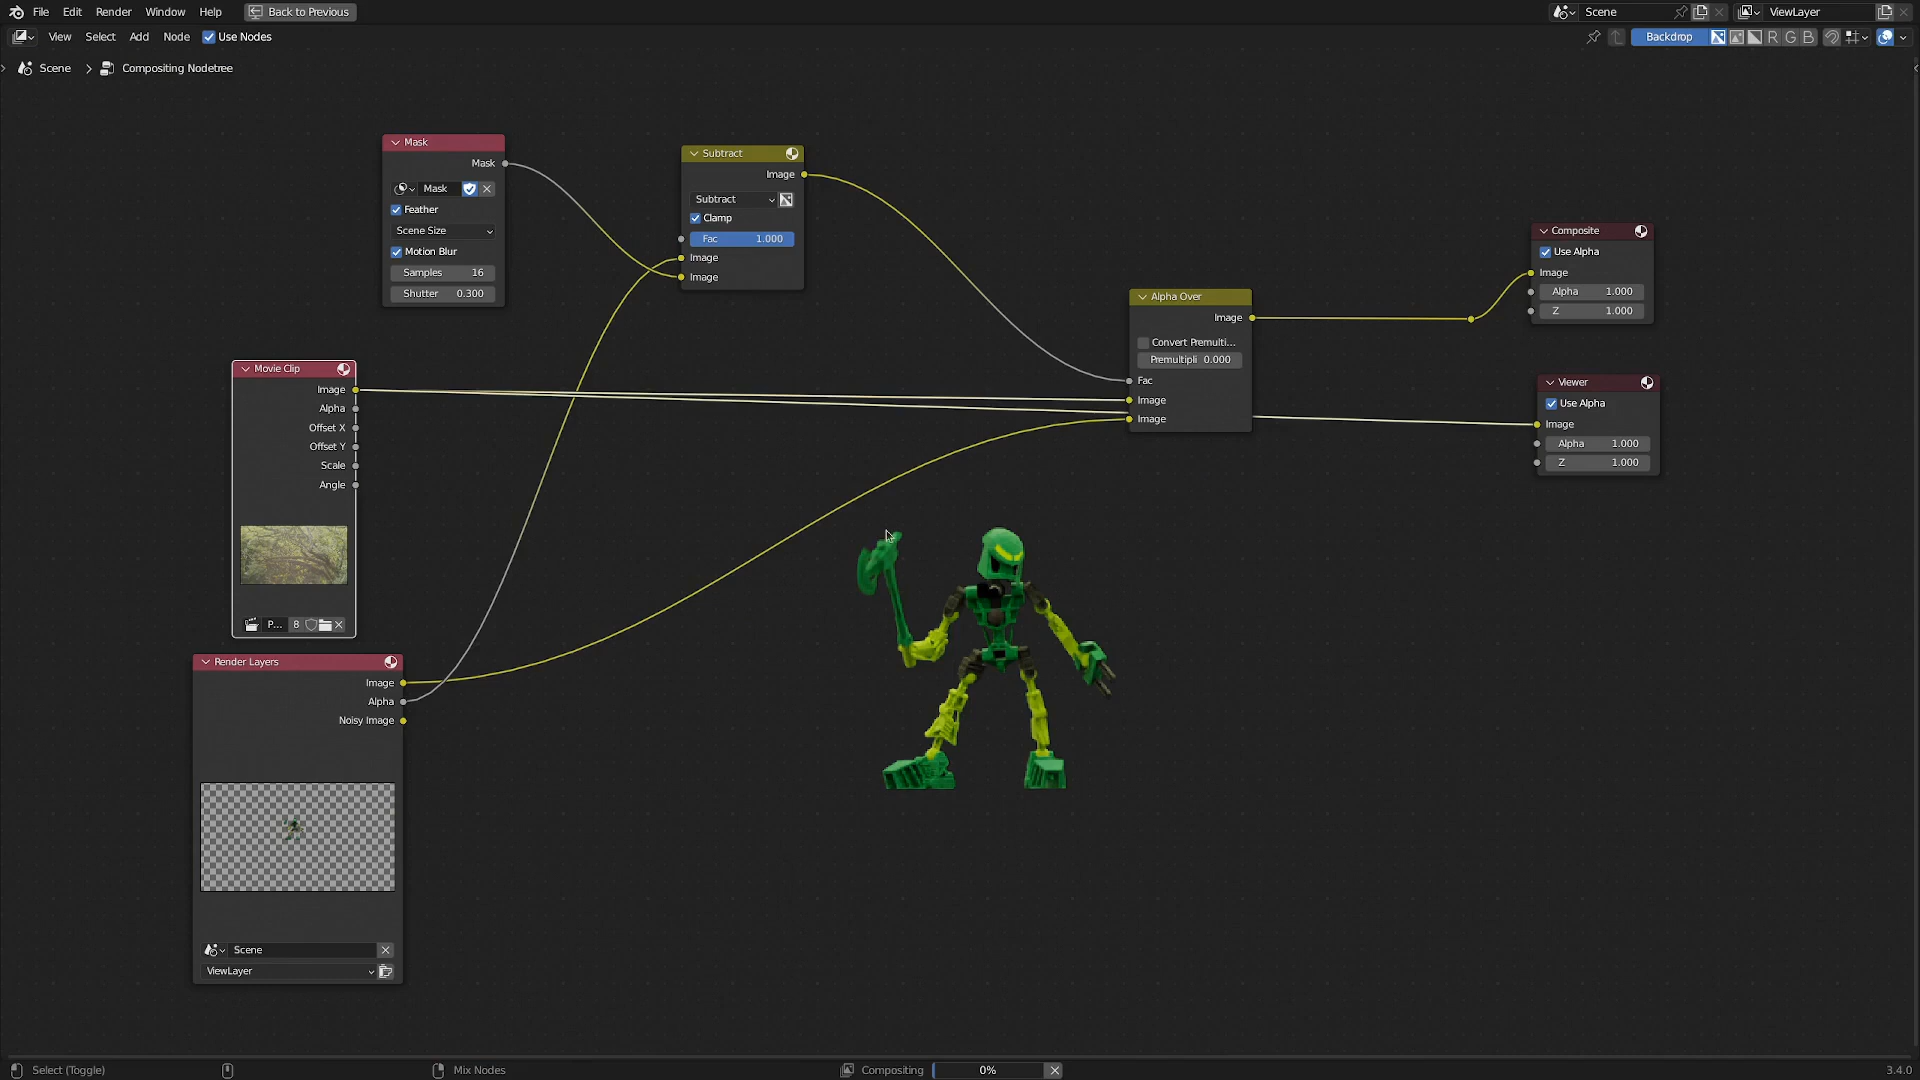 File Edit Render Window Help Back to Previous Scene ViewLayer
View Select Add Node Use Nodes Backdrop R G B
Scene Compositing Nodetree
Mask
Mask
Mask
Feather
Scene Size
Motion Blur
Samples 16
Shutter 0.300
Subtract
Image
Subtract
Clamp
Fac 1.000
Image
Image
Composite
Use Alpha
Image
Alpha 1.000
Z 1.000
Alpha Over
Image
Convert Premulti...
Premultipli 0.000
Fac
Image
Image
Movie Clip
Image
Alpha
Offset X
Offset Y
Scale
Angle
P... 8
Viewer
Use Alpha
Image
Alpha 1.000
Z 1.000
Render Layers
Image
Alpha
Noisy Image
Scene
ViewLayer
Select (Toggle) Mix Nodes Compositing 0% 3.4.0